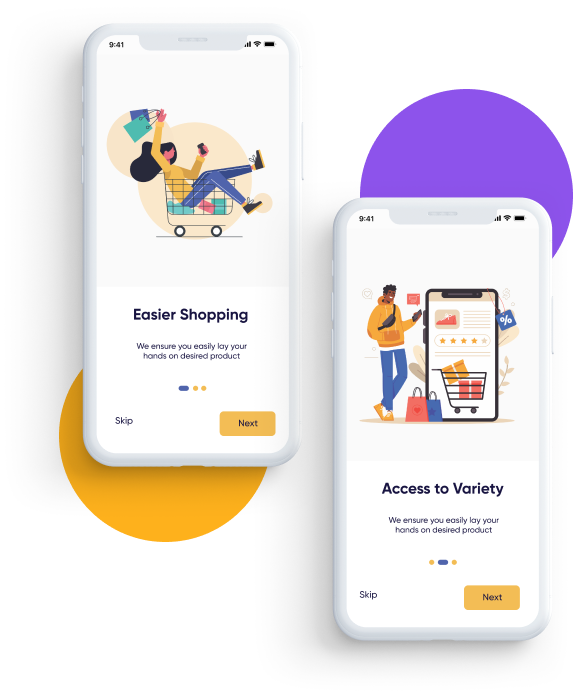 9:41
Easier Shopping
We ensure you easily lay your
hands on desired product
Skip
Next
9:41
%
Access to Variety
We ensure you easily lay your
hands on desired product
Skip
Next